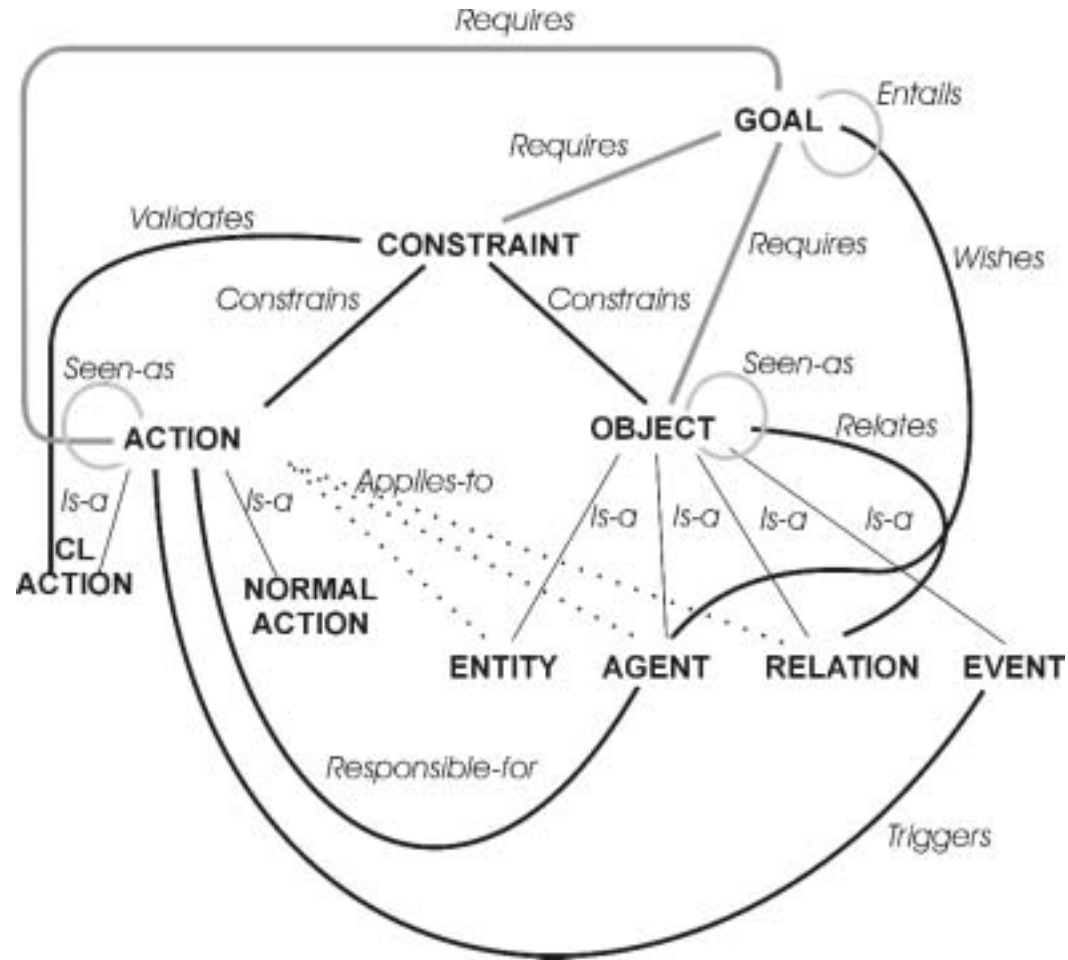 Requires
Entails
GOAL
Requires
Validates
CONSTRAINT
Requires
Wishes
Constrains
Constrains
Seen-as
Seen-as
ACTION
OBJECT
Relates
Applies-to
Is-a
Is-a
Is-a
Is-a
Is-a
Is-a
CL
ACTION
NORMAL
ACTION
ENTITY
AGENT
RELATION
EVENT
Responsible-for
Triggers